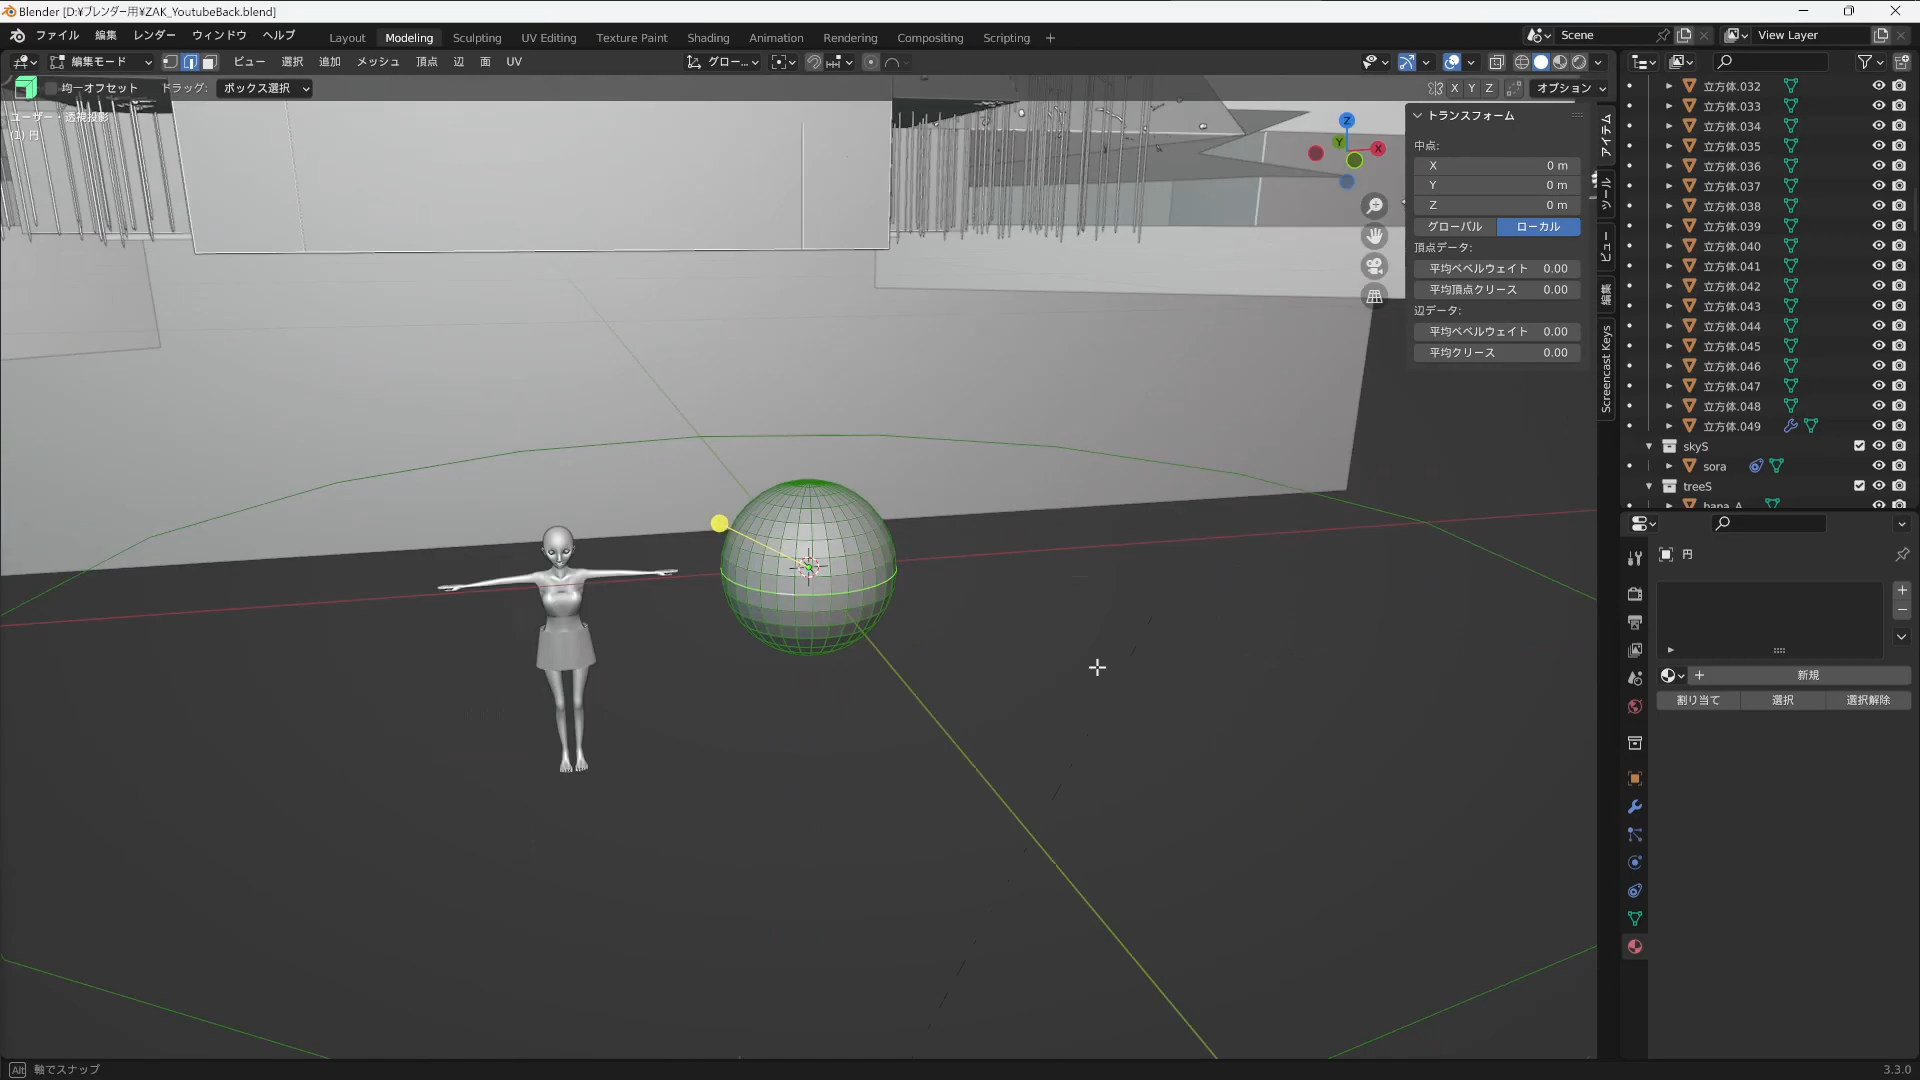 Blender [D:¥ブレンダー用¥ZAK_YoutubeBack.blend]
ファイル 編集 レンダー ウィンドウ ヘルプ Layout Modeling Sculpting UV Editing Texture Paint Shading Animation Rendering Compositing Scripting + Scene View Layer
編集モード ビュー 選択 追加 メッシュ 頂点 辺 面 UV グロー...
均一オフセット ドラッグ: ボックス選択 X Y Z オプション
ユーザー・透視投影
(1) 円
Z
Y
X
トランスフォーム
中点:
X 0 m
Y 0 m
Z 0 m
グローバル ローカル
頂点データ:
平均ベベルウェイト 0.00
平均頂点クリース 0.00
辺データ:
平均ベベルウェイト 0.00
平均クリース 0.00
アイテム
ツール
ビュー
編集
Screencast Keys
立方体.032
立方体.033
立方体.034
立方体.035
立方体.036
立方体.037
立方体.038
立方体.039
立方体.040
立方体.041
立方体.042
立方体.043
立方体.044
立方体.045
立方体.046
立方体.047
立方体.048
立方体.049
skyS
sora
treeS
hana_A
円
新規
割り当て 選択 選択解除
Alt 軸でスナップ
3.3.0